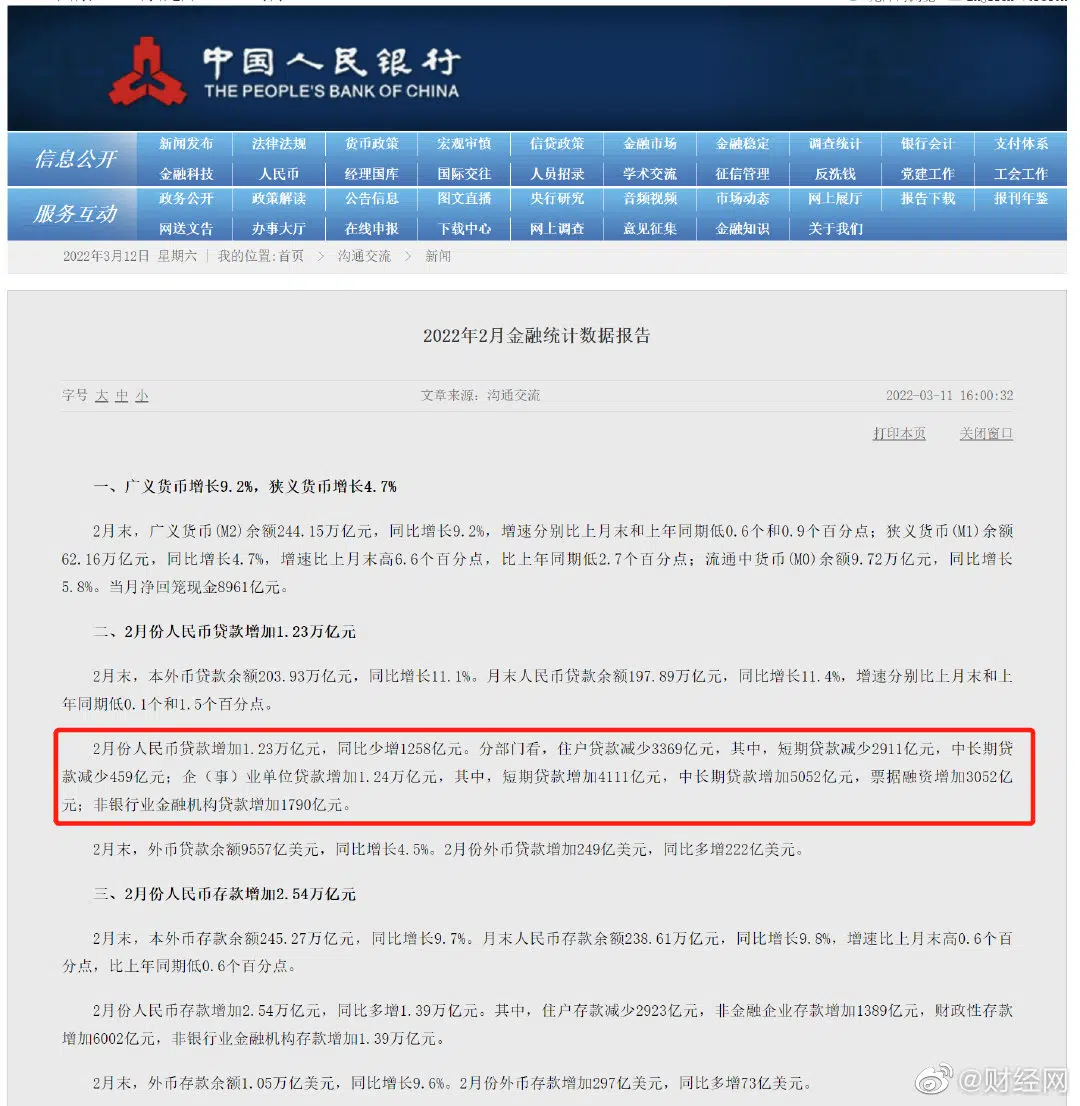 中国人民银行
THE PEOPLE'S BANK OF CHINA
信息公开
新闻发布 法律法规 货币政策 宏观审慎 信贷政策 金融市场 金融稳定 调查统计 银行会计 支付体系
金融科技 人民币 经理国库 国际交往 人员招录 学术交流 征信管理 反洗钱 党建工作 工会工作
服务互动
政务公开 政策解读 公告信息 图文直播 央行研究 音频视频 市场动态 网上展厅 报告下载 报刊年鉴
网送文告 办事大厅 在线申报 下载中心 网上调查 意见征集 金融知识 关于我们
2022年3月12日 星期六 | 我的位置:首页 > 沟通交流 > 新闻
2022年2月金融统计数据报告
字号 大 中 小 文章来源：沟通交流 2022-03-11 16:00:32
打印本页 关闭窗口
一、广义货币增长9.2%，狭义货币增长4.7%
2月末，广义货币(M2)余额244.15万亿元，同比增长9.2%，增速分别比上月末和上年同期低0.6个和0.9个百分点；狭义货币(M1)余额
62.16万亿元，同比增长4.7%，增速比上月末高6.6个百分点，比上年同期低2.7个百分点；流通中货币(M0)余额9.72万亿元，同比增长
5.8%。当月净回笼现金8961亿元。
二、2月份人民币贷款增加1.23万亿元
2月末，本外币贷款余额203.93万亿元，同比增长11.1%。月末人民币贷款余额197.89万亿元，同比增长11.4%，增速分别比上月末和上
年同期低0.1个和1.5个百分点。
2月份人民币贷款增加1.23万亿元，同比少增1258亿元。分部门看，住户贷款减少3369亿元，其中，短期贷款减少2911亿元，中长期贷
款减少459亿元；企（事）业单位贷款增加1.24万亿元，其中，短期贷款增加4111亿元，中长期贷款增加5052亿元，票据融资增加3052亿
元；非银行业金融机构贷款增加1790亿元。
2月末，外币贷款余额9557亿美元，同比增长4.5%。2月份外币贷款增加249亿美元，同比多增222亿美元。
三、2月份人民币存款增加2.54万亿元
2月末，本外币存款余额245.27万亿元，同比增长9.7%。月末人民币存款余额238.61万亿元，同比增长9.8%，增速比上月末高0.6个百
分点，比上年同期低0.6个百分点。
2月份人民币存款增加2.54万亿元，同比多增1.39万亿元。其中，住户存款减少2923亿元，非金融企业存款增加1389亿元，财政性存款
增加6002亿元，非银行业金融机构存款增加1.39万亿元。
2月末，外币存款余额1.05万亿美元，同比增长9.6%。2月份外币存款增加297亿美元，同比多增73亿美元。
@财经网